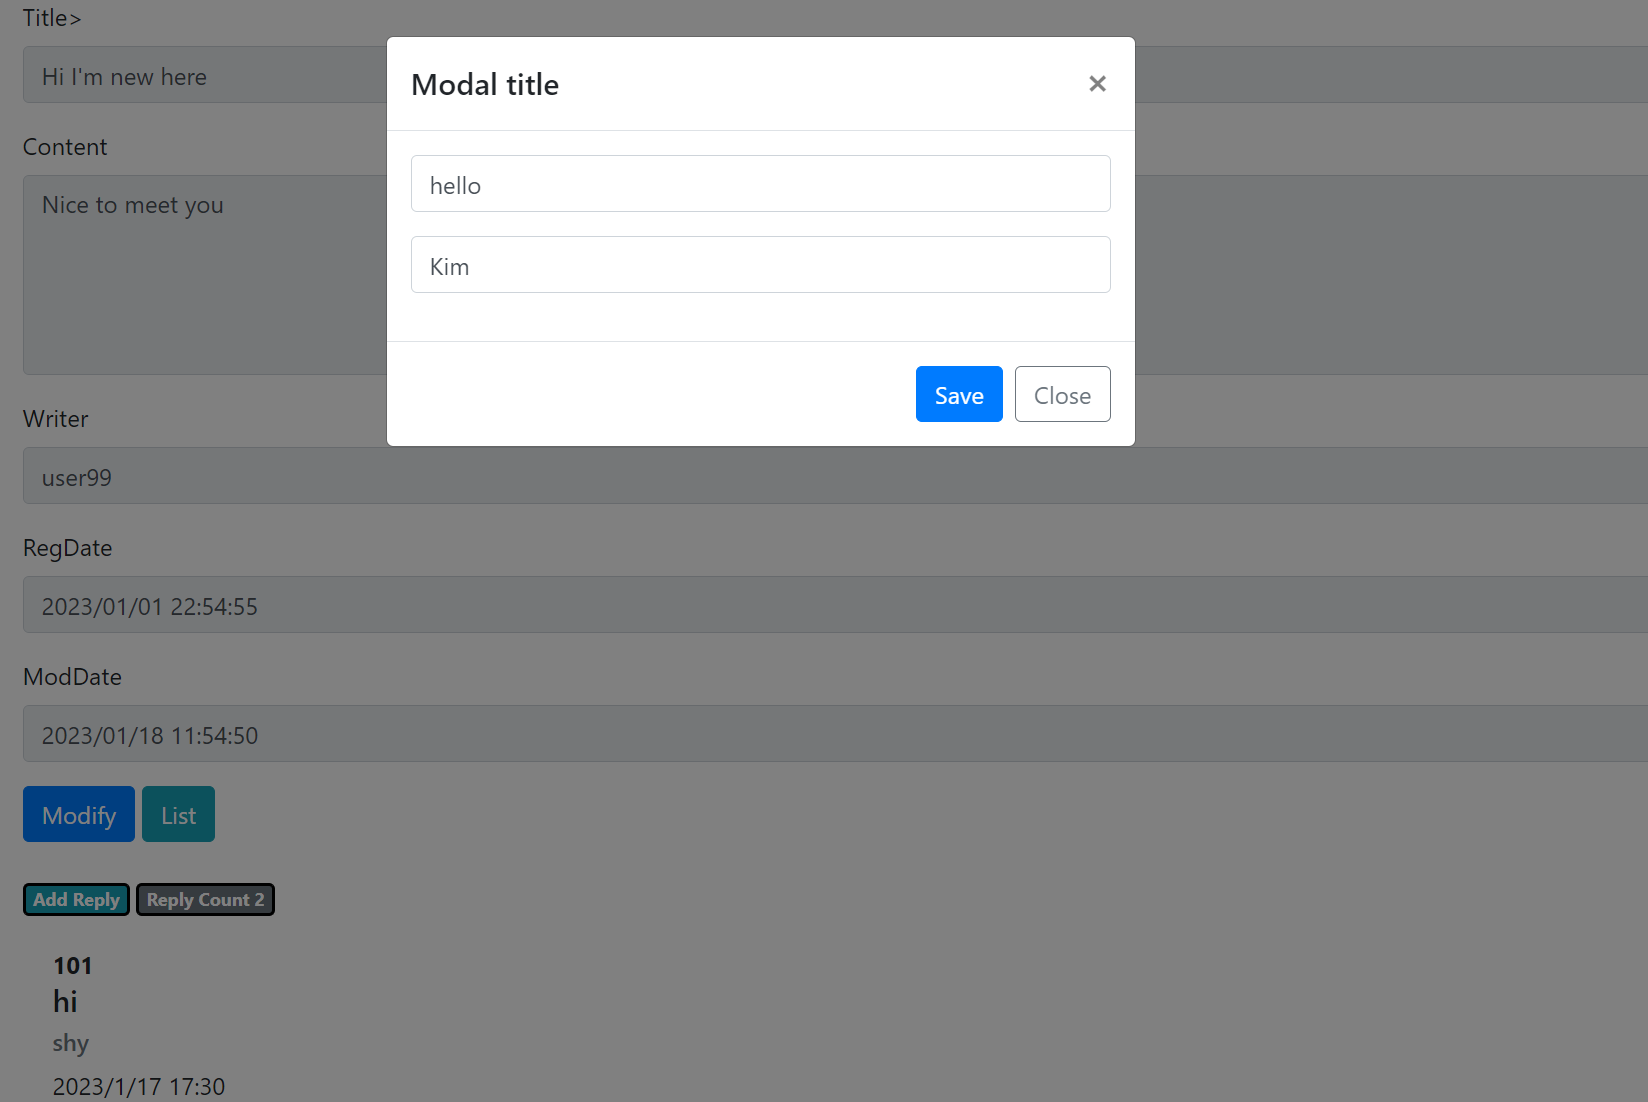 Title>
Hi I'm new here
Content
Nice to meet you
Writer
user99
RegDate
2023/01/01 22:54:55
ModDate
2023/01/18 11:54:50
Modify List
Add Reply Reply Count 2
101
hi
shy
2023/1/17 17:30
Modal title ×
hello
Kim
Save Close